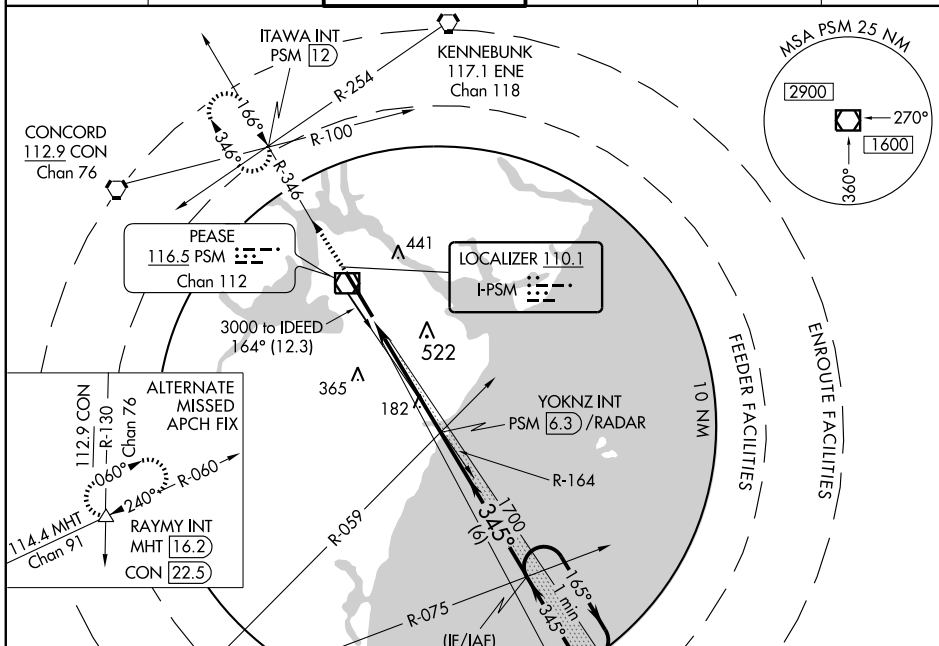 ITAWA INT
PSM 12
KENNEBUNK
117.1 ENE
Chan 118
R-254
R-100
166°
346°
R-346
CONCORD
112.9 CON
Chan 76
MSA PSM 25 NM
2900
270°
1600
360°
PEASE
116.5 PSM
Chan 112
441
LOCALIZER 110.1
I-PSM
3000 to IDEED
164° (12.3)
522
365
182
YOKNZ INT
PSM 6.3 /RADAR
R-164
10 NM
FEEDER FACILITIES
ENROUTE FACILITIES
ALTERNATE
MISSED
APCH FIX
112.9 CON
R-130
Chan 76
060°
R-060
240°
114.4 MHT
Chan 91
RAYMY INT
MHT 16.2
CON 22.5
R-059
1700
345°
(6)
R-075
165°
1 min
345°
(IF/IAF)